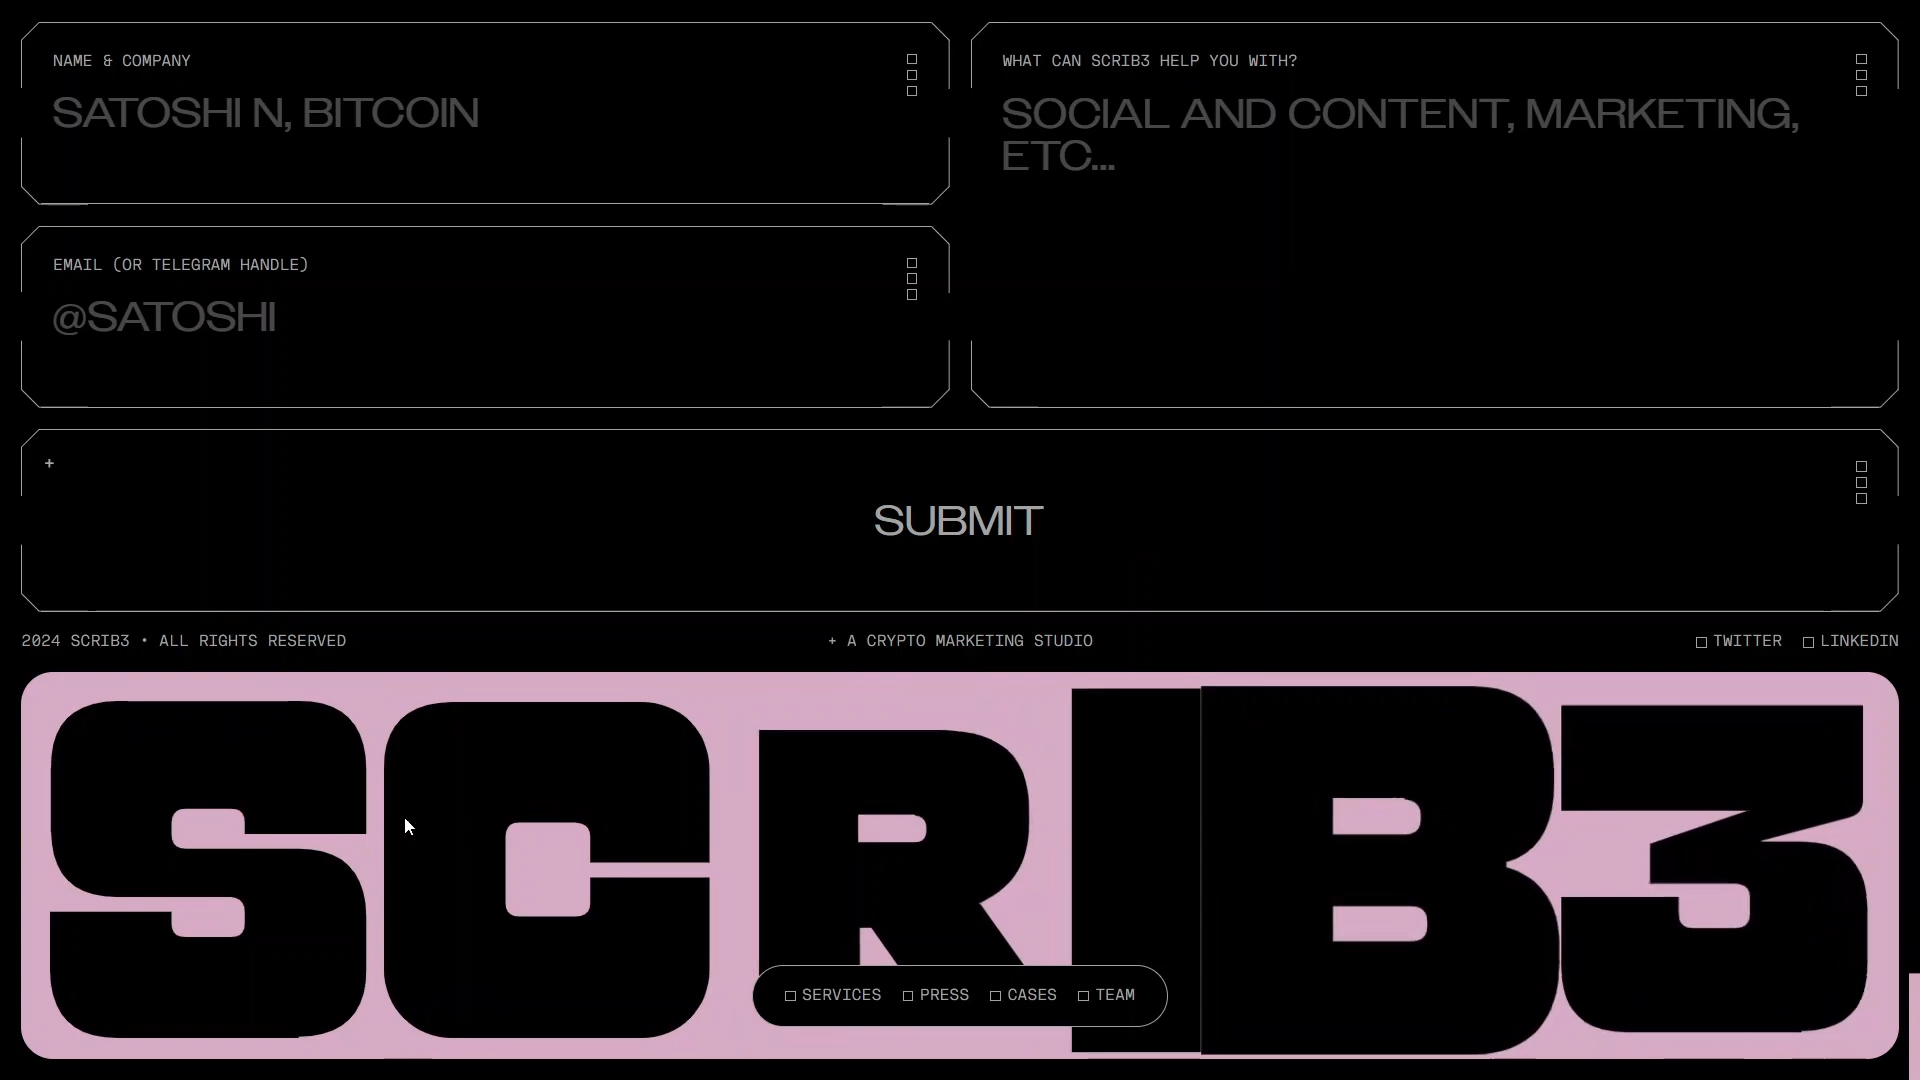 NAME & COMPANY
SATOSHI N, BITCOIN
WHAT CAN SCRIB3 HELP YOU WITH?
SOCIAL AND CONTENT, MARKETING,
ETC...
EMAIL (OR TELEGRAM HANDLE)
@SATOSHI
+
SUBMIT
2024 SCRIB3 • ALL RIGHTS RESERVED
+ A CRYPTO MARKETING STUDIO
TWITTER LINKEDIN
SCRIB3
SERVICES PRESS CASES TEAM